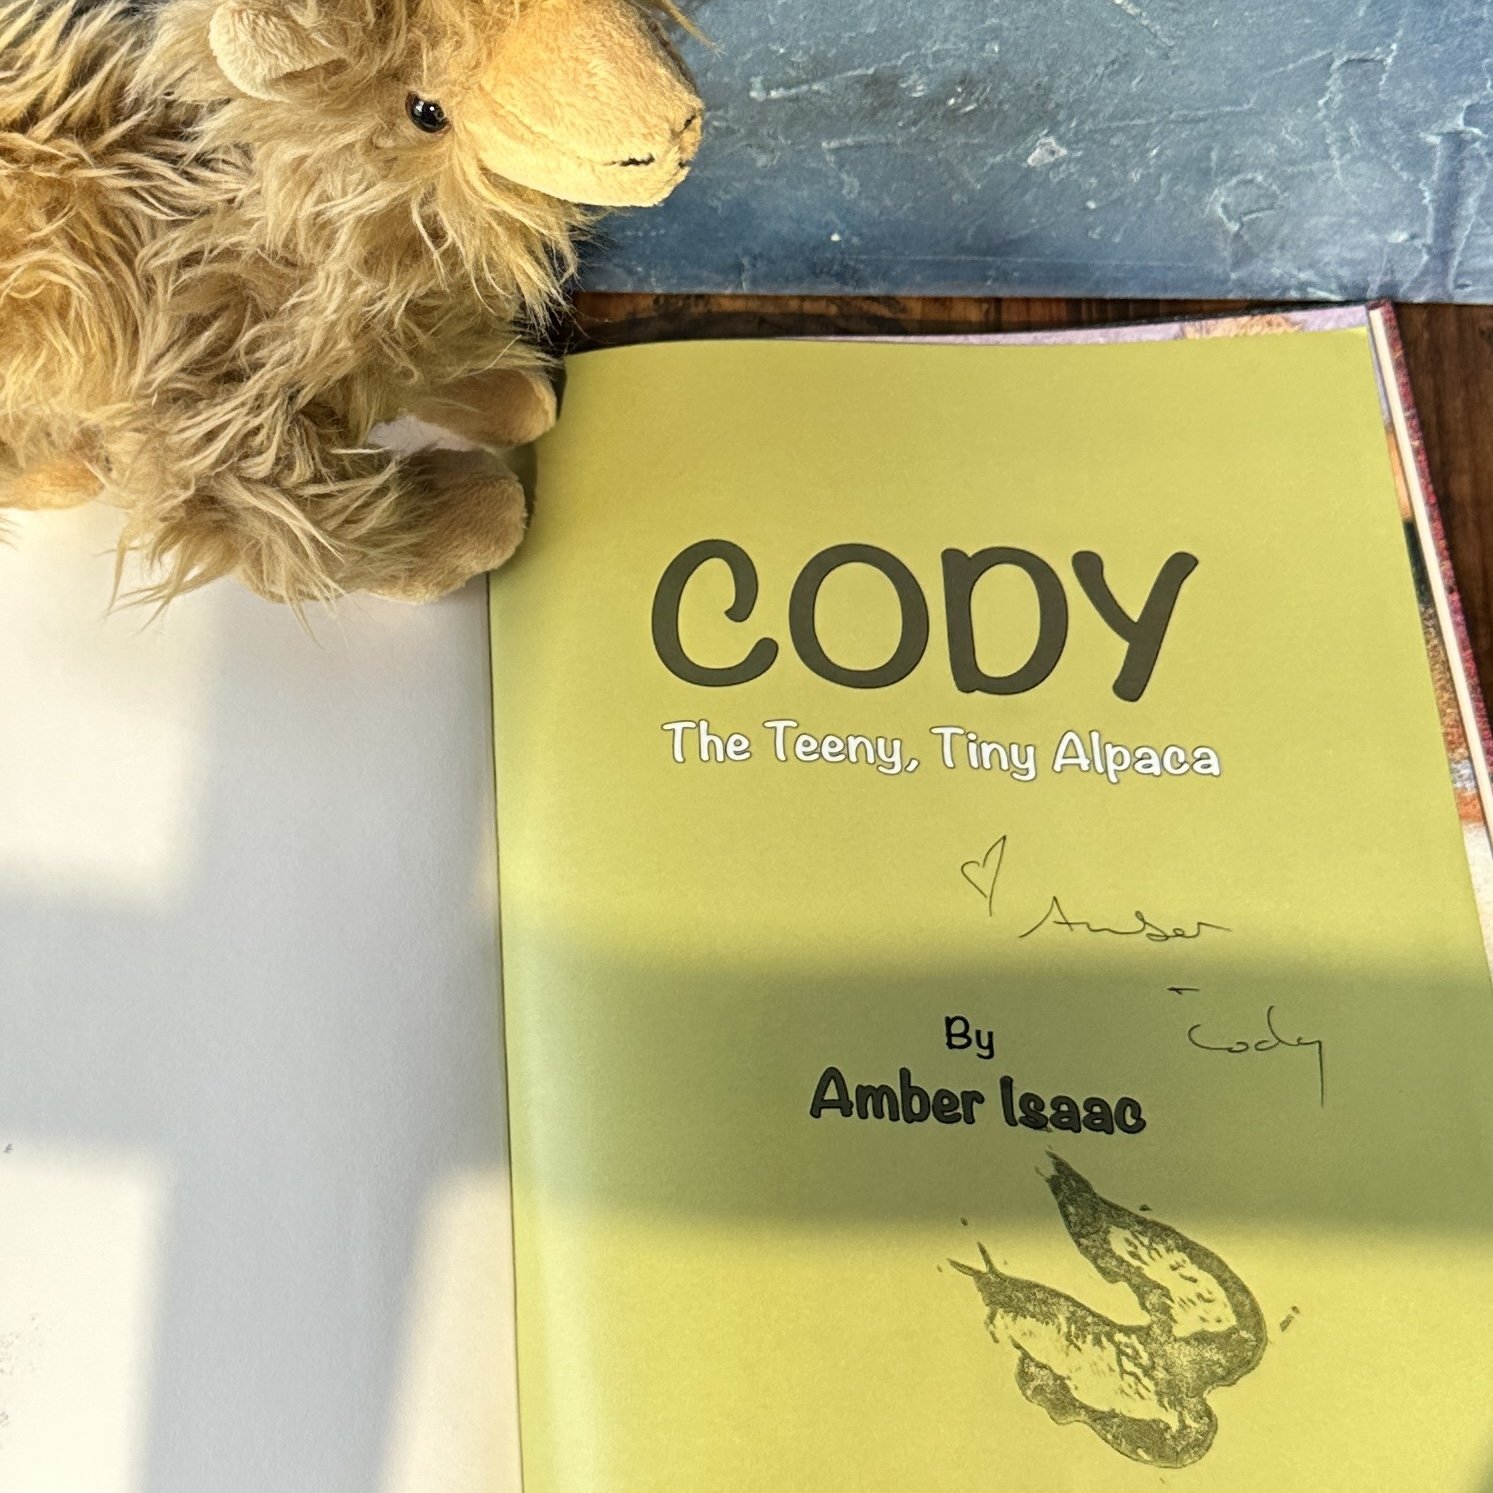 CODY
The Teeny, Tiny Alpaca
Amber
- Cody
By
Amber Isaac